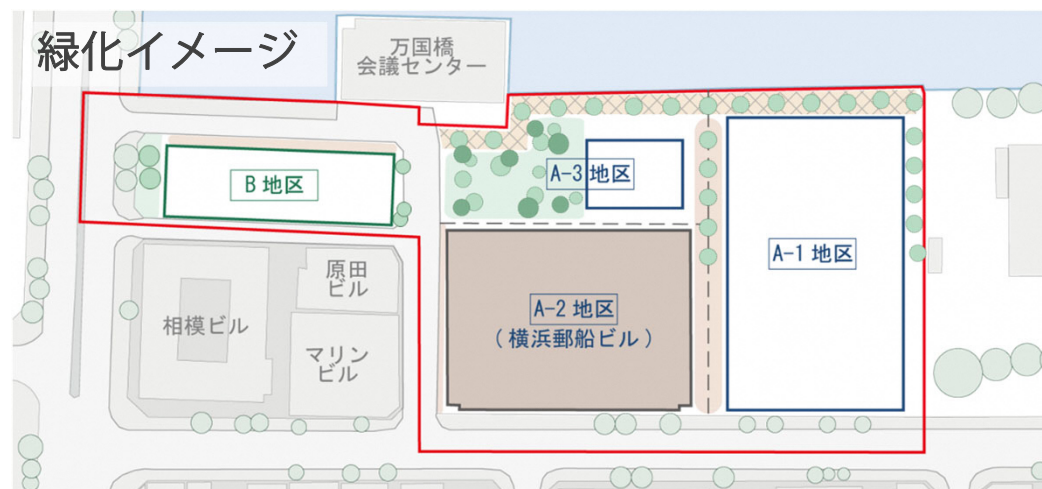 緑化イメージ
万国橋
会議センター
B 地区
A-3 地区
A-1 地区
原田
ビル
相模ビル
マリン
ビル
A-2 地区
(横浜郵船ビル)